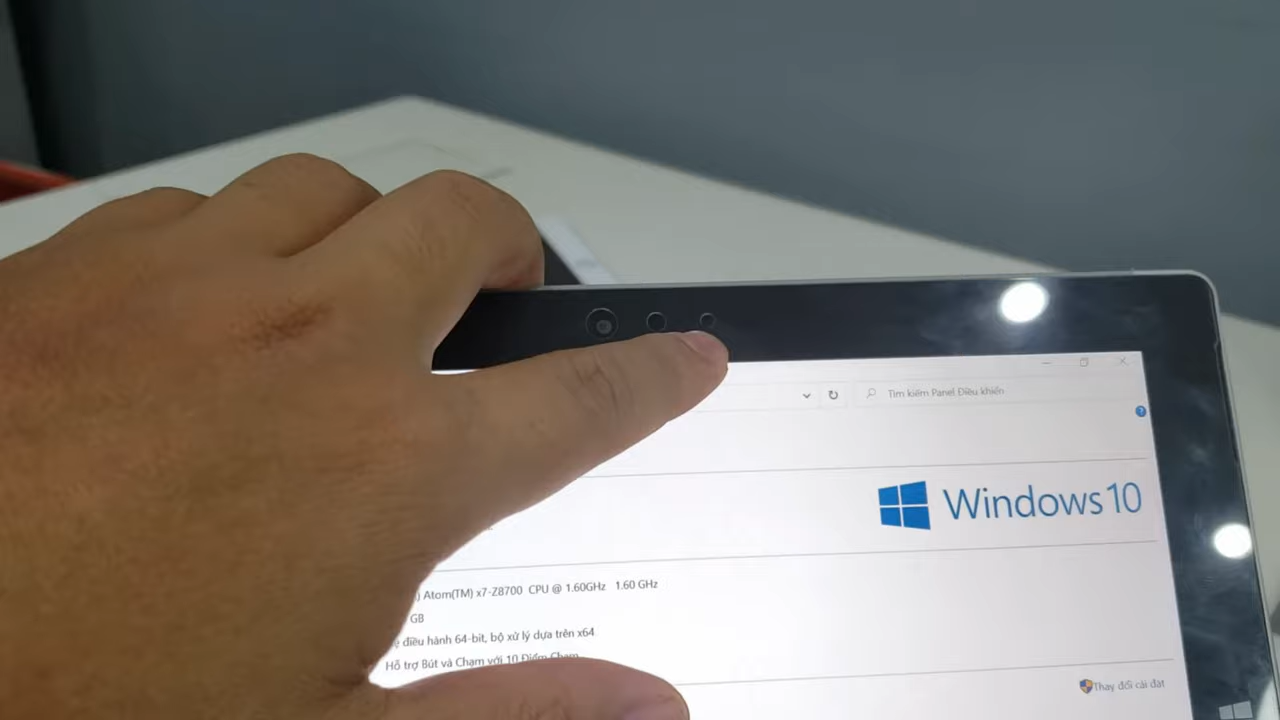 Tìm kiếm Panel Điều khiển
Windows 10
) Atom(TM) x7-Z8700 CPU @ 1.60GHz 1.60 GHz
GB
điều hành 64-bit, bộ xử lý dựa trên x64
Hỗ trợ Bút và Chạm với 10 Điểm Chạm
Thay đổi cài đặt